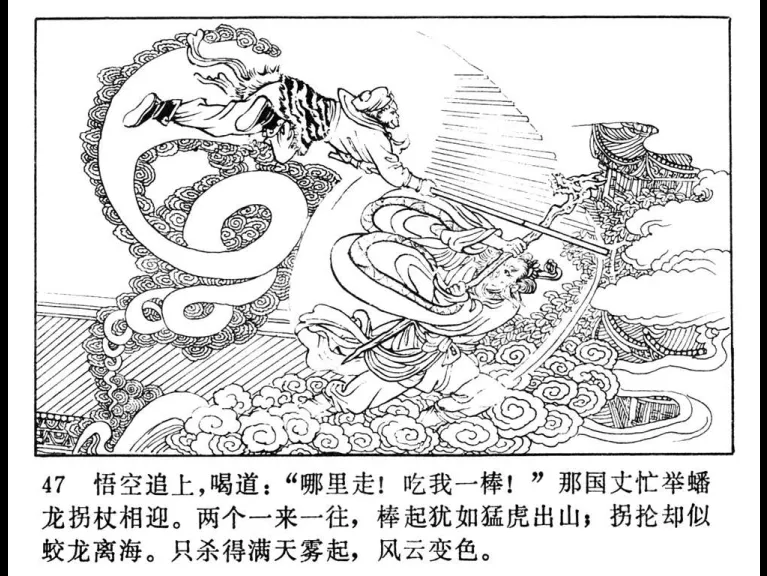 47 悟空追上，喝道：“哪里走！吃我一棒！”那国丈忙举蟠
龙拐杖相迎。两个一来一往，棒起犹如猛虎出山；拐抡却似
蛟龙离海。只杀得满天雾起，风云变色。